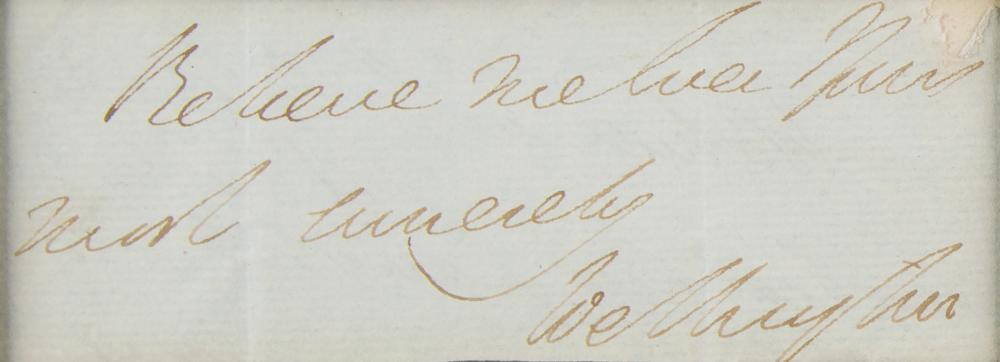 Believe me Ever Yours
most sincerely
Wellington